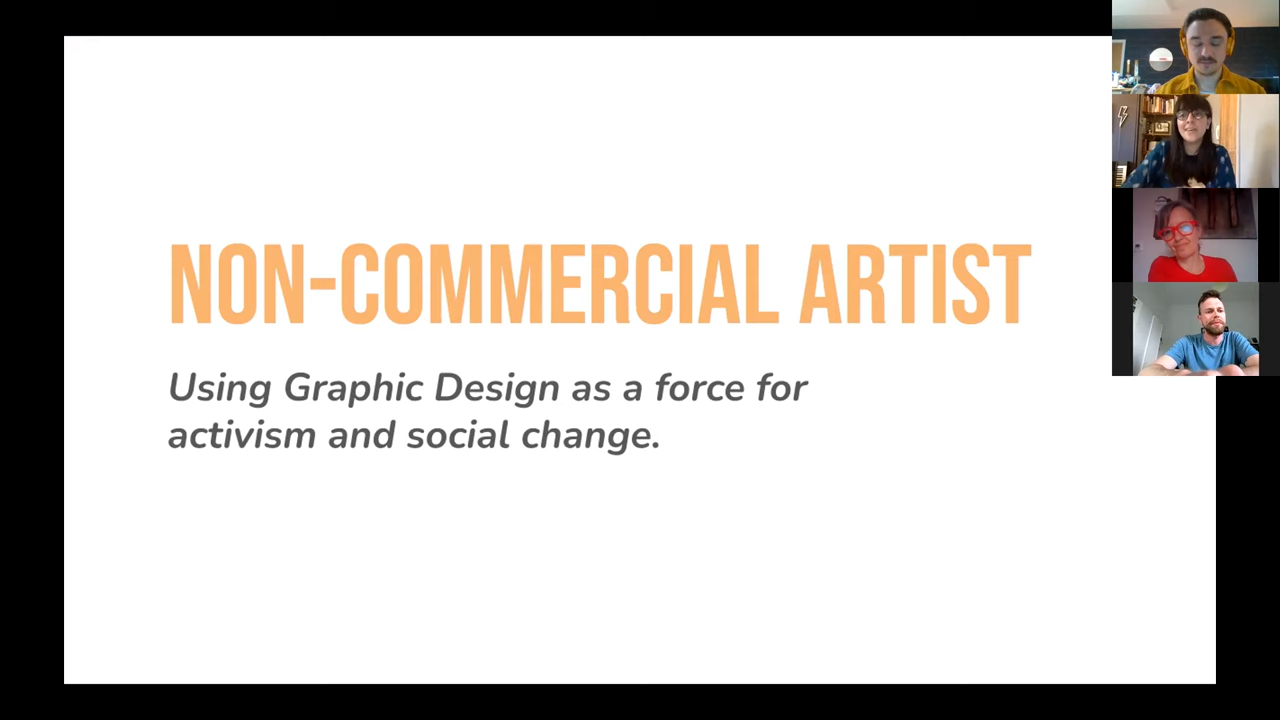 NON-COMMERCIAL ARTIST
Using Graphic Design as a force for
activism and social change.